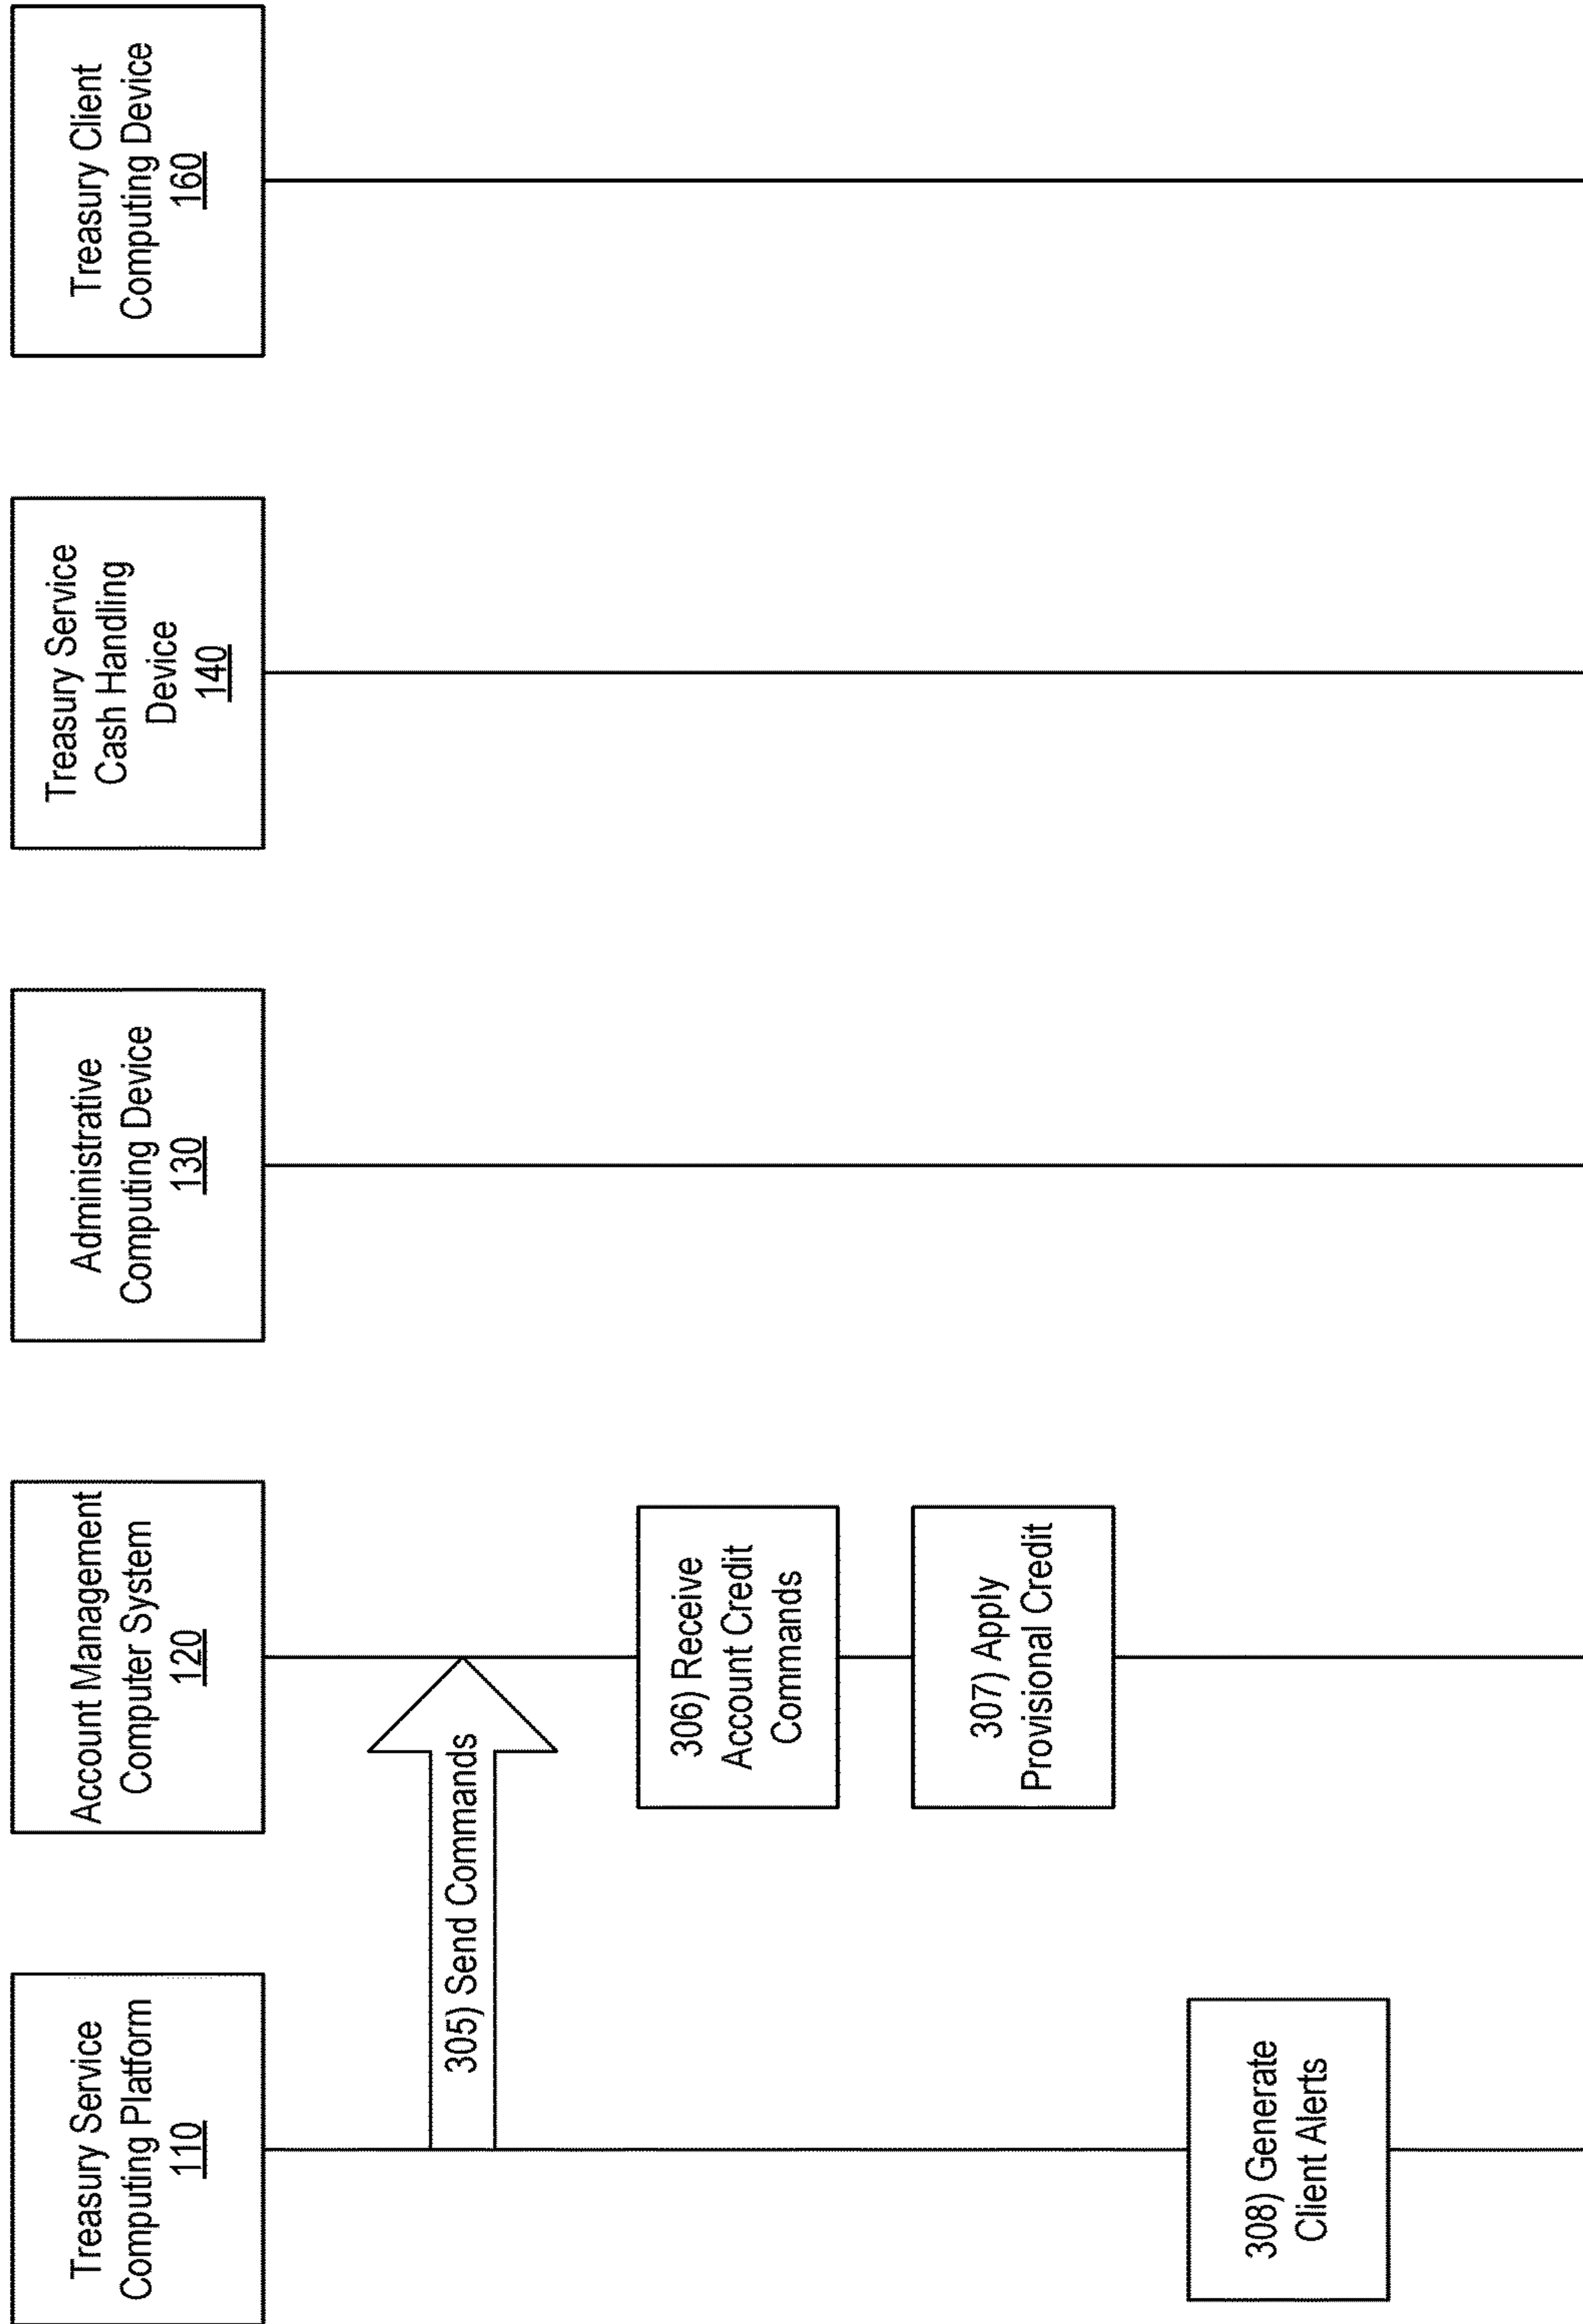 Treasury Service
Computing Platform
110
Account Management
Computer System
120
Administrative
Computing Device
130
Treasury Service
Cash Handling
Device
140
Treasury Client
Computing Device
160
305) Send Commands
306) Receive
Account Credit
Commands
307) Apply
Provisional Credit
308) Generate
Client Alerts